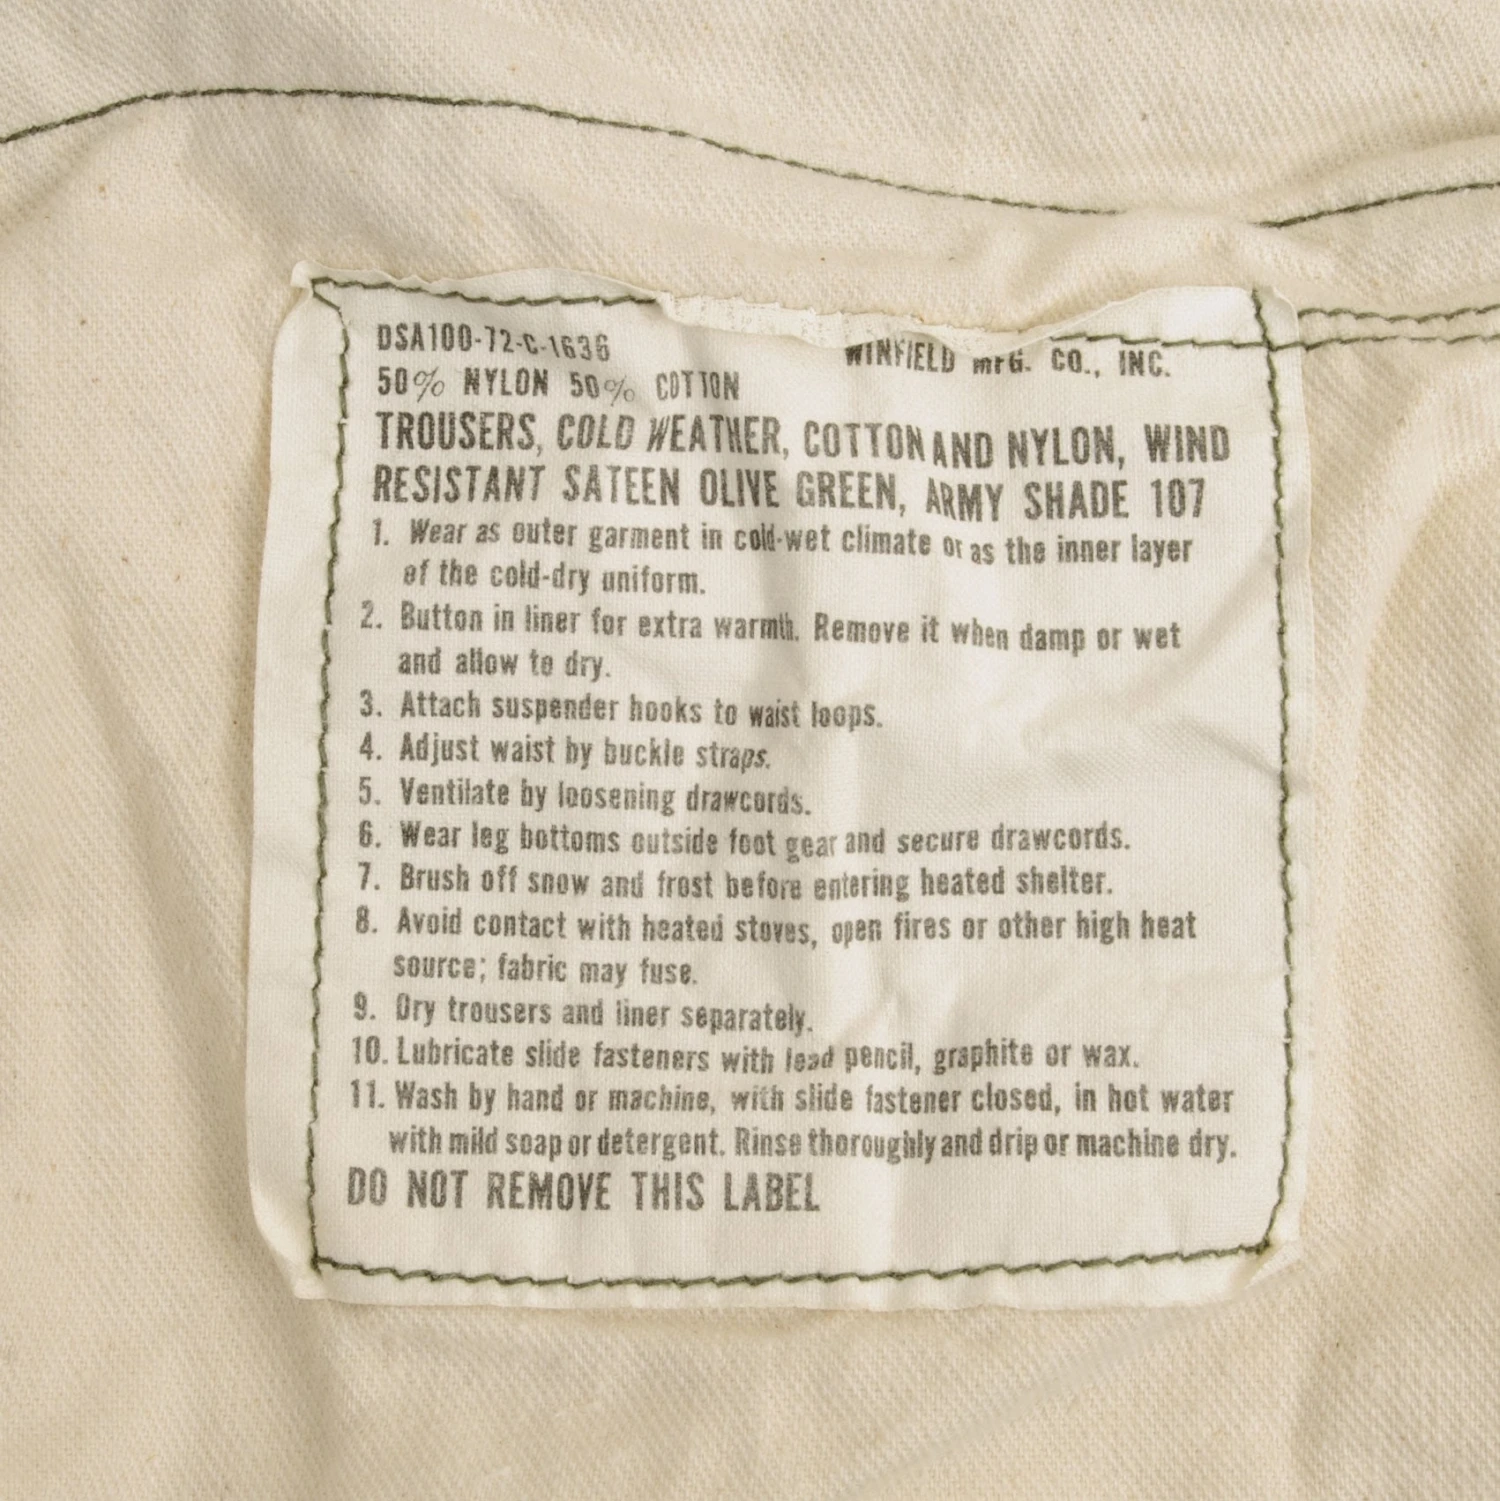 DSA100-72-C-1636 WINFIELD MFG. CO., INC.
50% NYLON 50% COTTON
TROUSERS, COLD WEATHER, COTTON AND NYLON, WIND
RESISTANT SATEEN OLIVE GREEN, ARMY SHADE 107
1. Wear as outer garment in cold-wet climate or as the inner layer
of the cold-dry uniform.
2. Button in liner for extra warmth. Remove it when damp or wet
and allow to dry.
3. Attach suspender hooks to waist loops.
4. Adjust waist by buckle straps.
5. Ventilate by loosening drawcords.
6. Wear leg bottoms outside foot gear and secure drawcords.
7. Brush off snow and frost before entering heated shelter.
8. Avoid contact with heated stoves, open fires or other high heat
source; fabric may fuse.
9. Dry trousers and liner separately.
10. Lubricate slide fasteners with lead pencil, graphite or wax.
11. Wash by hand or machine, with slide fastener closed, in hot water
with mild soap or detergent. Rinse thoroughly and drip or machine dry.
DO NOT REMOVE THIS LABEL